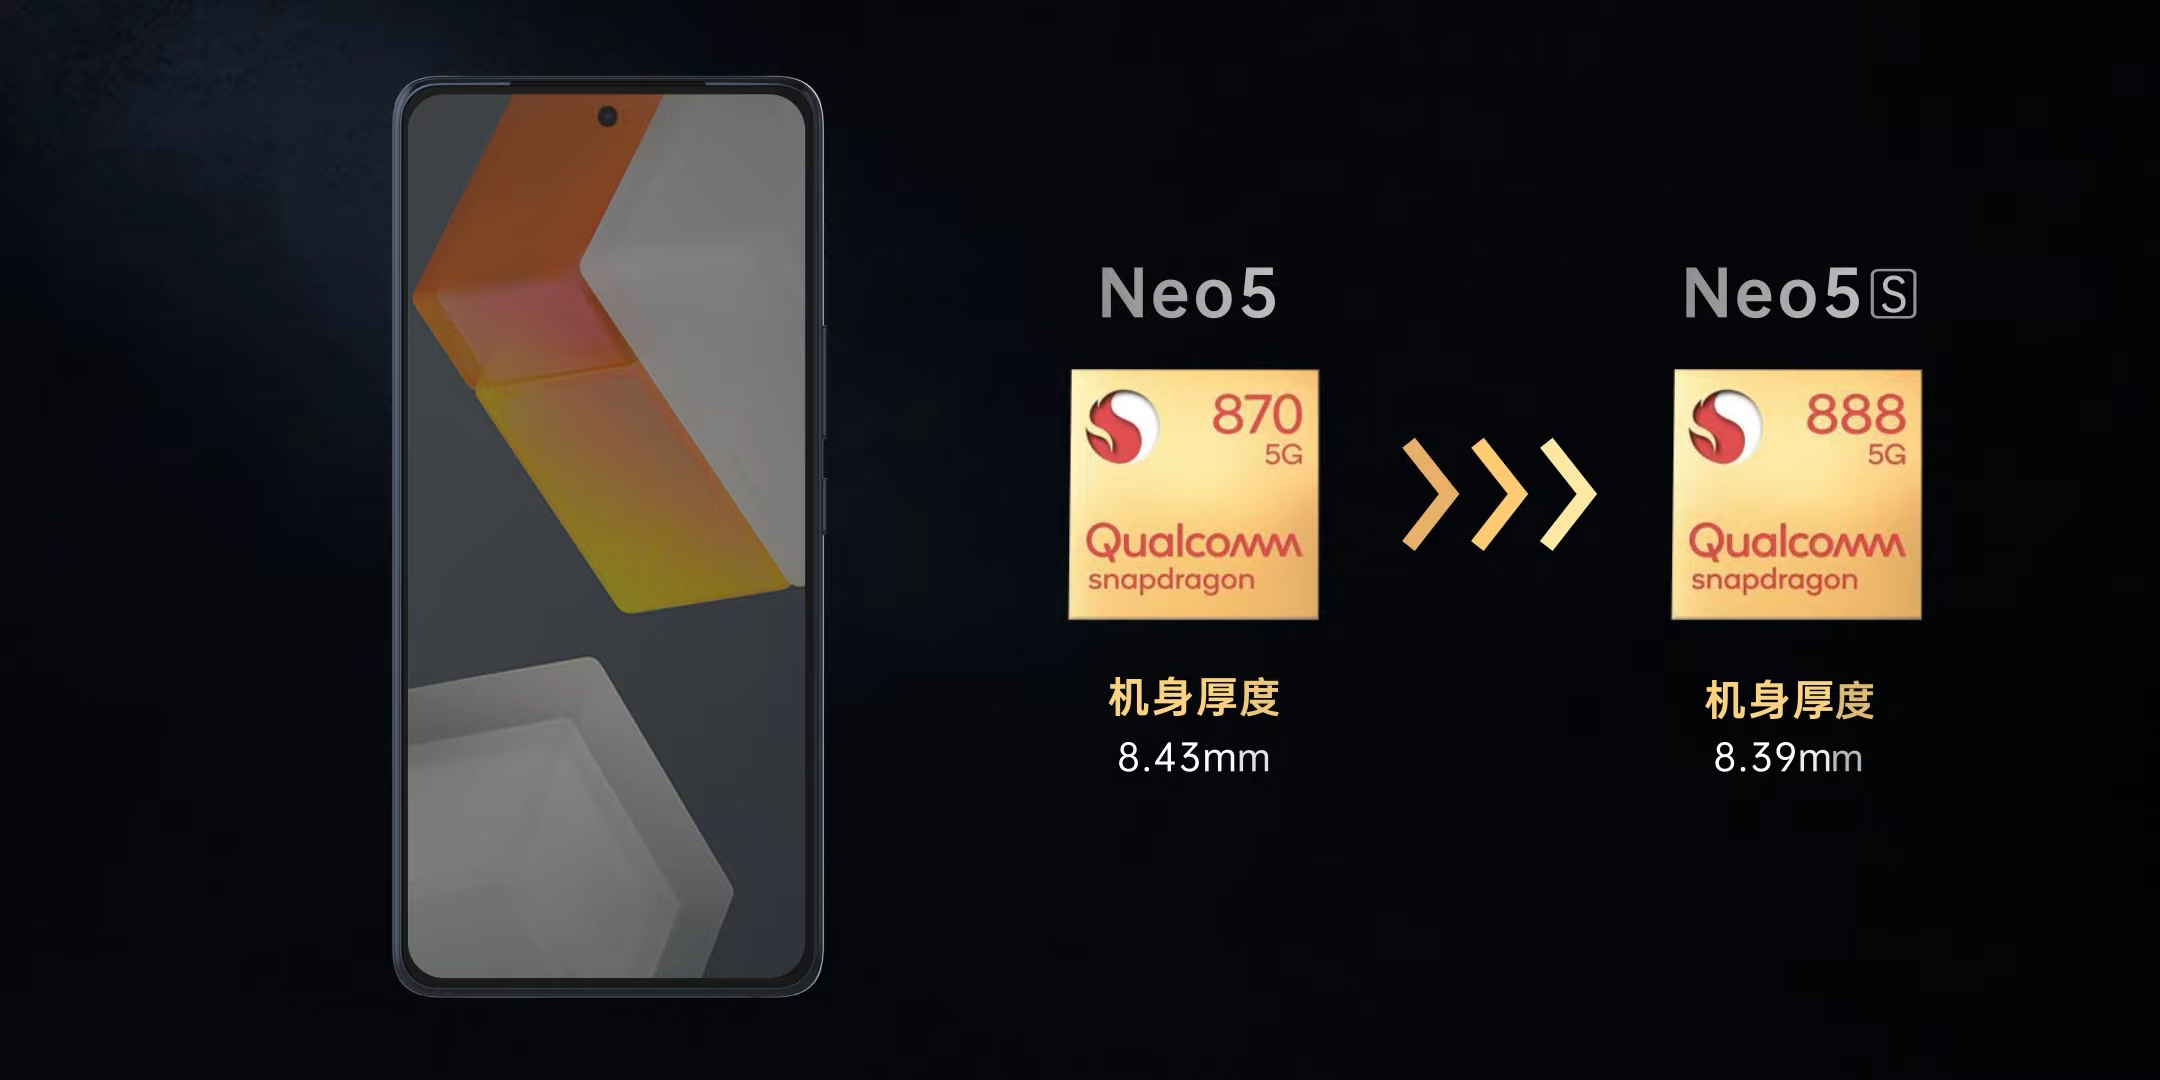 Neo5
870
5G
Qualcomm
snapdragon
机身厚度
8.43mm
Neo5S
888
5G
Qualcomm
snapdragon
机身厚度
8.39mm